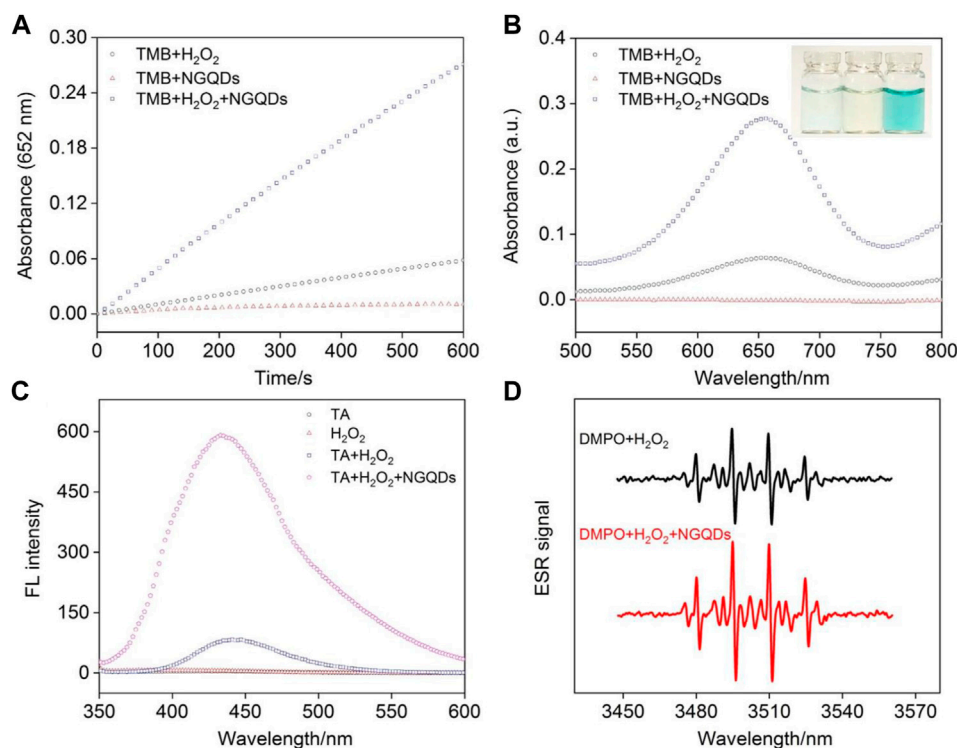 A
0.30
0.24
0.18
0.12
0.06
0.00
Absorbance (652 nm)
TMB+H₂O₂
TMB+NGQDs
TMB+H₂O₂+NGQDs
0 100 200 300 400 500 600
Time/s
B
0.4
0.3
0.2
0.1
0.0
Absorbance (a.u.)
TMB+H₂O₂
TMB+NGQDs
TMB+H₂O₂+NGQDs
500 550 600 650 700 750 800
Wavelength/nm
C
600
450
300
150
0
FL intensity
TA
H₂O₂
TA+H₂O₂
TA+H₂O₂+NGQDs
350 400 450 500 550 600
Wavelength/nm
D
ESR signal
DMPO+H₂O₂
DMPO+H₂O₂+NGQDs
3450 3480 3510 3540 3570
Wavelength/nm